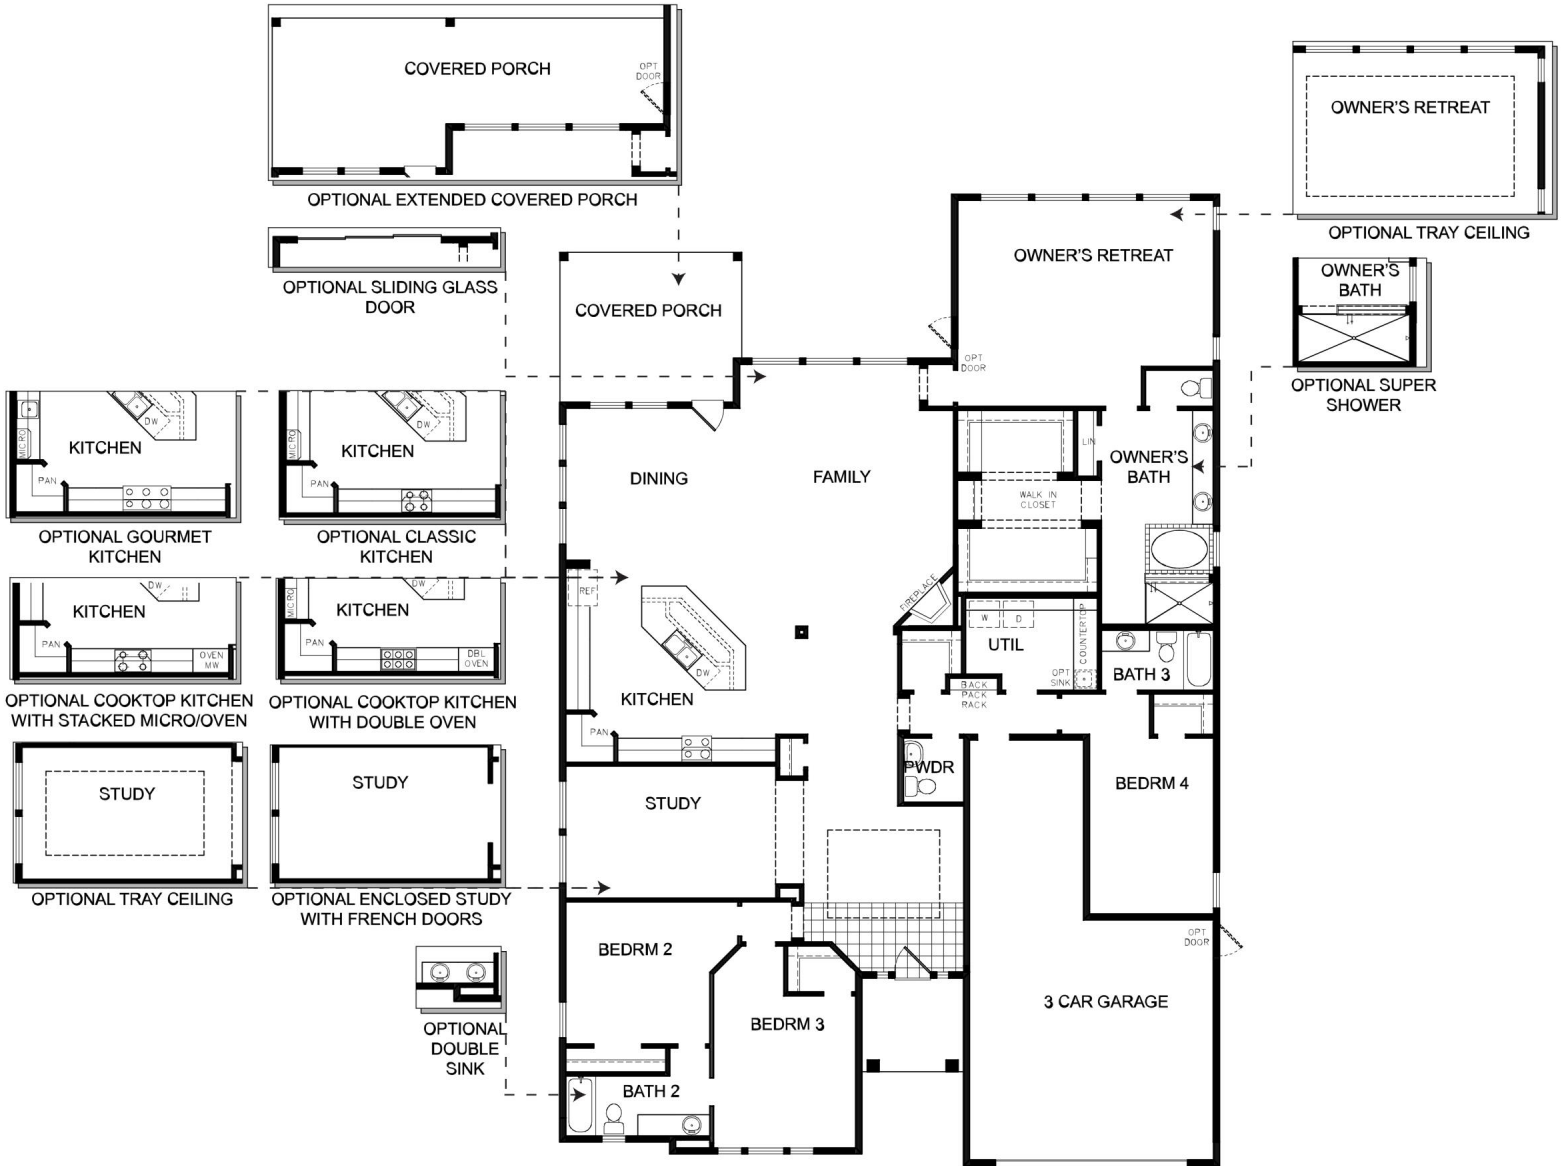 COVERED PORCH
OPT
DOOR
OPTIONAL EXTENDED COVERED PORCH
OWNER'S RETREAT
OPTIONAL TRAY CEILING
OPTIONAL SLIDING GLASS
DOOR
OWNER'S
BATH
OPTIONAL SUPER
SHOWER
COVERED PORCH
OWNER'S RETREAT
OPT
DOOR
DW
MICRO
KITCHEN
PAN
OPTIONAL GOURMET
KITCHEN
DW
MICRO
KITCHEN
PAN
OPTIONAL CLASSIC
KITCHEN
DW
KITCHEN
PAN
OVEN
MW
OPTIONAL COOKTOP KITCHEN
WITH STACKED MICRO/OVEN
DW
MICRO
KITCHEN
PAN
DBL
OVEN
OPTIONAL COOKTOP KITCHEN
WITH DOUBLE OVEN
DINING
FAMILY
LIN
OWNER'S
BATH
WALK IN
CLOSET
REF
FIREPLACE
DW
KITCHEN
PAN
W
D
UTIL
COUNTERTOP
OPT
SINK
BACK
PACK
RACK
BATH 3
PWDR
BEDRM 4
STUDY
OPTIONAL TRAY CEILING
STUDY
OPTIONAL ENCLOSED STUDY
WITH FRENCH DOORS
STUDY
BEDRM 2
OPT
DOOR
BEDRM 3
3 CAR GARAGE
OPTIONAL
DOUBLE
SINK
BATH 2